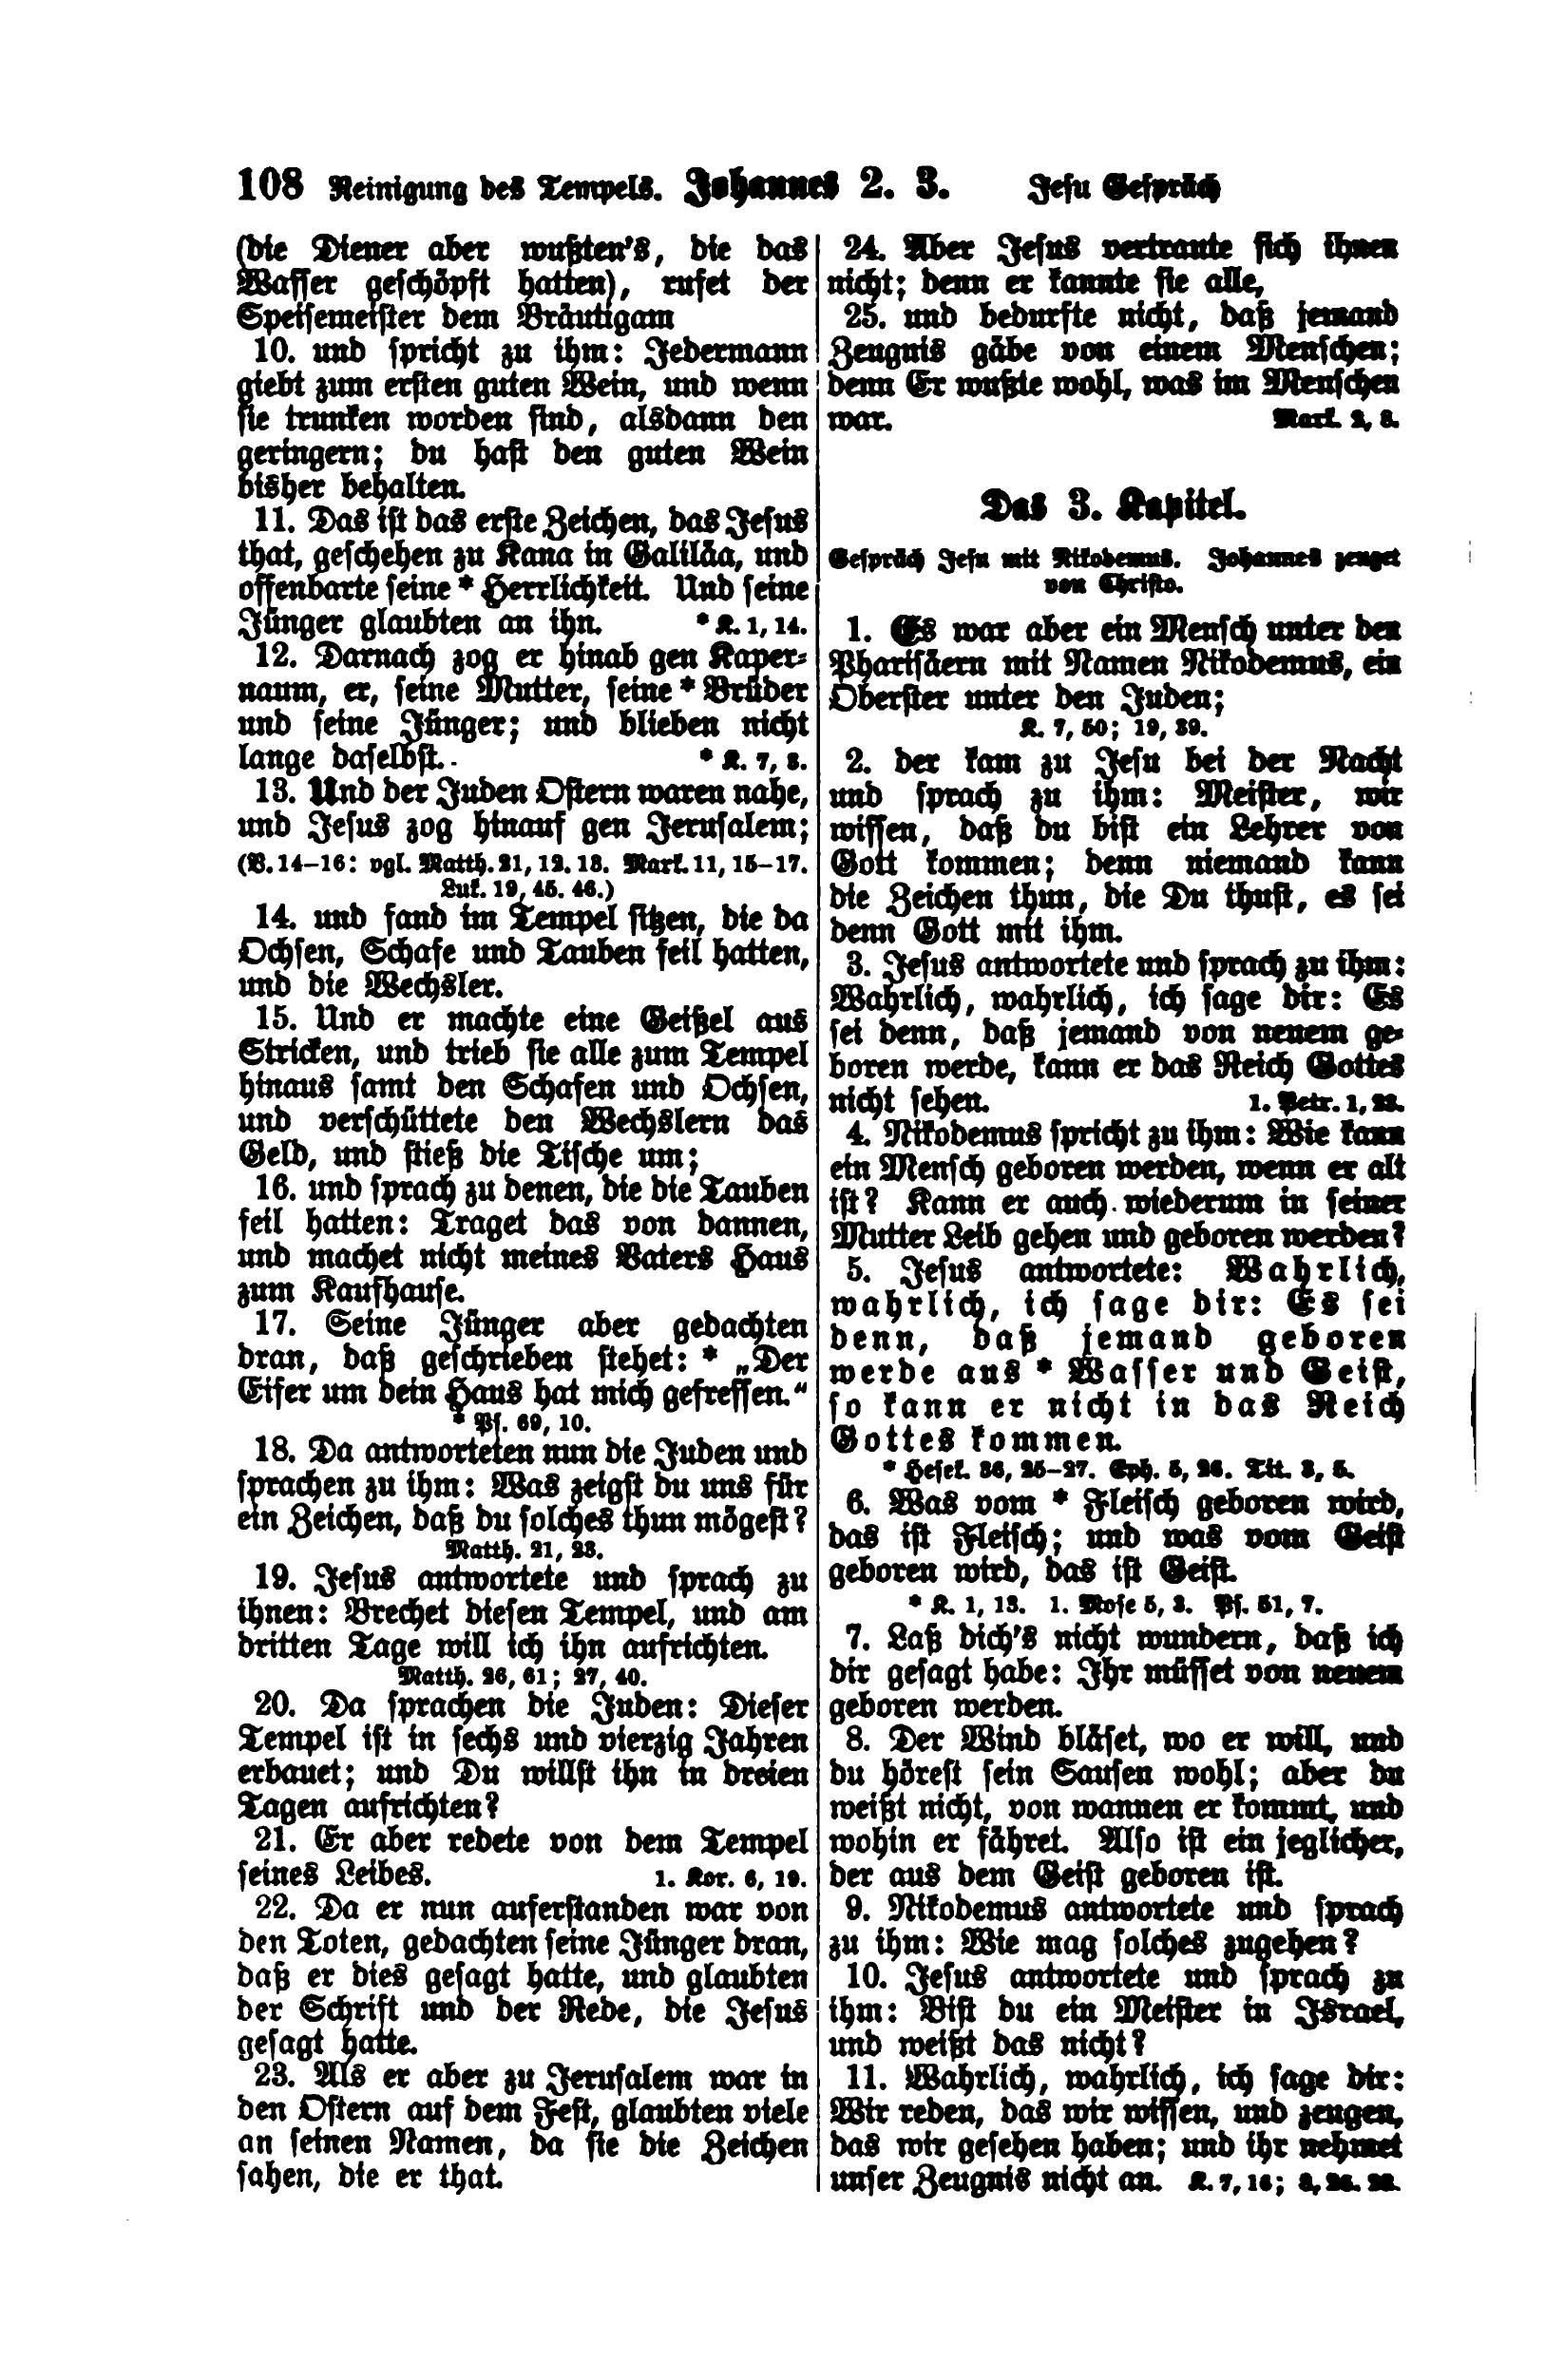 108 Reinigung des Tempels. Johannes 2. 3. Jesu Gespräch
(die Diener aber wußten's, die das
Wasser geschöpft hatten), rufet der
Speisemeister dem Bräutigam
10. und spricht zu ihm: Jedermann
giebt zum ersten guten Wein, und wenn
sie trunken worden sind, alsdann den
geringern; du hast den guten Wein
bisher behalten.
11. Das ist das erste Zeichen, das Jesus
that, geschehen zu Kana in Galiläa, und
offenbarte seine * Herrlichkeit. Und seine
Jünger glaubten an ihn. * K. 1, 14.
12. Darnach zog er hinab gen Kaper-
naum, er, seine Mutter, seine * Brüder
und seine Jünger; und blieben nicht
lange daselbst. * K. 7, 3.
13. Und der Juden Ostern waren nahe,
und Jesus zog hinauf gen Jerusalem;
(V. 14–16: vgl. Matth. 21, 12. 13. Mark. 11, 15–17.
Luk. 19, 45. 46.)
14. und fand im Tempel sitzen, die da
Ochsen, Schafe und Tauben feil hatten,
und die Wechsler.
15. Und er machte eine Geißel aus
Stricken, und trieb sie alle zum Tempel
hinaus samt den Schafen und Ochsen,
und verschüttete den Wechslern das
Geld, und stieß die Tische um;
16. und sprach zu denen, die die Tauben
feil hatten: Traget das von dannen,
und machet nicht meines Vaters Haus
zum Kaufhause.
17. Seine Jünger aber gedachten
dran, daß geschrieben stehet: * „Der
Eifer um dein Haus hat mich gefressen.“
* Ps. 69, 10.
18. Da antworteten nun die Juden und
sprachen zu ihm: Was zeigst du uns für
ein Zeichen, daß du solches thun mögest?
Matth. 21, 23.
19. Jesus antwortete und sprach zu
ihnen: Brechet diesen Tempel, und am
dritten Tage will ich ihn aufrichten.
Matth. 26, 61; 27, 40.
20. Da sprachen die Juden: Dieser
Tempel ist in sechs und vierzig Jahren
erbauet; und Du willst ihn in dreien
Tagen aufrichten?
21. Er aber redete von dem Tempel
seines Leibes. 1. Kor. 6, 19.
22. Da er nun auferstanden war von
den Toten, gedachten seine Jünger dran,
daß er dies gesagt hatte, und glaubten
der Schrift und der Rede, die Jesus
gesagt hatte.
23. Als er aber zu Jerusalem war in
den Ostern auf dem Fest, glaubten viele
an seinen Namen, da sie die Zeichen
sahen, die er that.
24. Aber Jesus vertraute sich ihnen
nicht; denn er kannte sie alle,
25. und bedurfte nicht, daß jemand
Zeugnis gäbe von einem Menschen;
denn Er wußte wohl, was im Menschen
war. Mark. 2, 8.
Das 3. Kapitel.
Gespräch Jesu mit Nikodemus. Johannes zeuget
von Christo.
1. Es war aber ein Mensch unter den
Pharisäern mit Namen Nikodemus, ein
Oberster unter den Juden;
K. 7, 50; 19, 39.
2. der kam zu Jesu bei der Nacht
und sprach zu ihm: Meister, wir
wissen, daß du bist ein Lehrer von
Gott kommen; denn niemand kann
die Zeichen thun, die Du thust, es sei
denn Gott mit ihm.
3. Jesus antwortete und sprach zu ihm:
Wahrlich, wahrlich, ich sage dir: Es
sei denn, daß jemand von neuem ge-
boren werde, kann er das Reich Gottes
nicht sehen. 1. Petr. 1, 23.
4. Nikodemus spricht zu ihm: Wie kann
ein Mensch geboren werden, wenn er alt
ist? Kann er auch wiederum in seiner
Mutter Leib gehen und geboren werden?
5. Jesus antwortete: Wahrlich,
wahrlich, ich sage dir: Es sei
denn, daß jemand geboren
werde aus * Wasser und Geist,
so kann er nicht in das Reich
Gottes kommen.
* Hesek. 36, 25–27. Eph. 5, 26. Tit. 3, 5.
6. Was vom * Fleisch geboren wird,
das ist Fleisch; und was vom Geist
geboren wird, das ist Geist.
* K. 1, 13. 1. Mose 5, 3. Ps. 51, 7.
7. Laß dich's nicht wundern, daß ich
dir gesagt habe: Ihr müsset von neuem
geboren werden.
8. Der Wind bläset, wo er will, und
du hörest sein Sausen wohl; aber du
weißt nicht, von wannen er kommt, und
wohin er fähret. Also ist ein jeglicher,
der aus dem Geist geboren ist.
9. Nikodemus antwortete und sprach
zu ihm: Wie mag solches zugehen?
10. Jesus antwortete und sprach zu
ihm: Bist du ein Meister in Israel,
und weißt das nicht?
11. Wahrlich, wahrlich, ich sage dir:
Wir reden, das wir wissen, und zeugen,
das wir gesehen haben; und ihr nehmet
unser Zeugnis nicht an. K. 7, 16; 8, 26. 28.